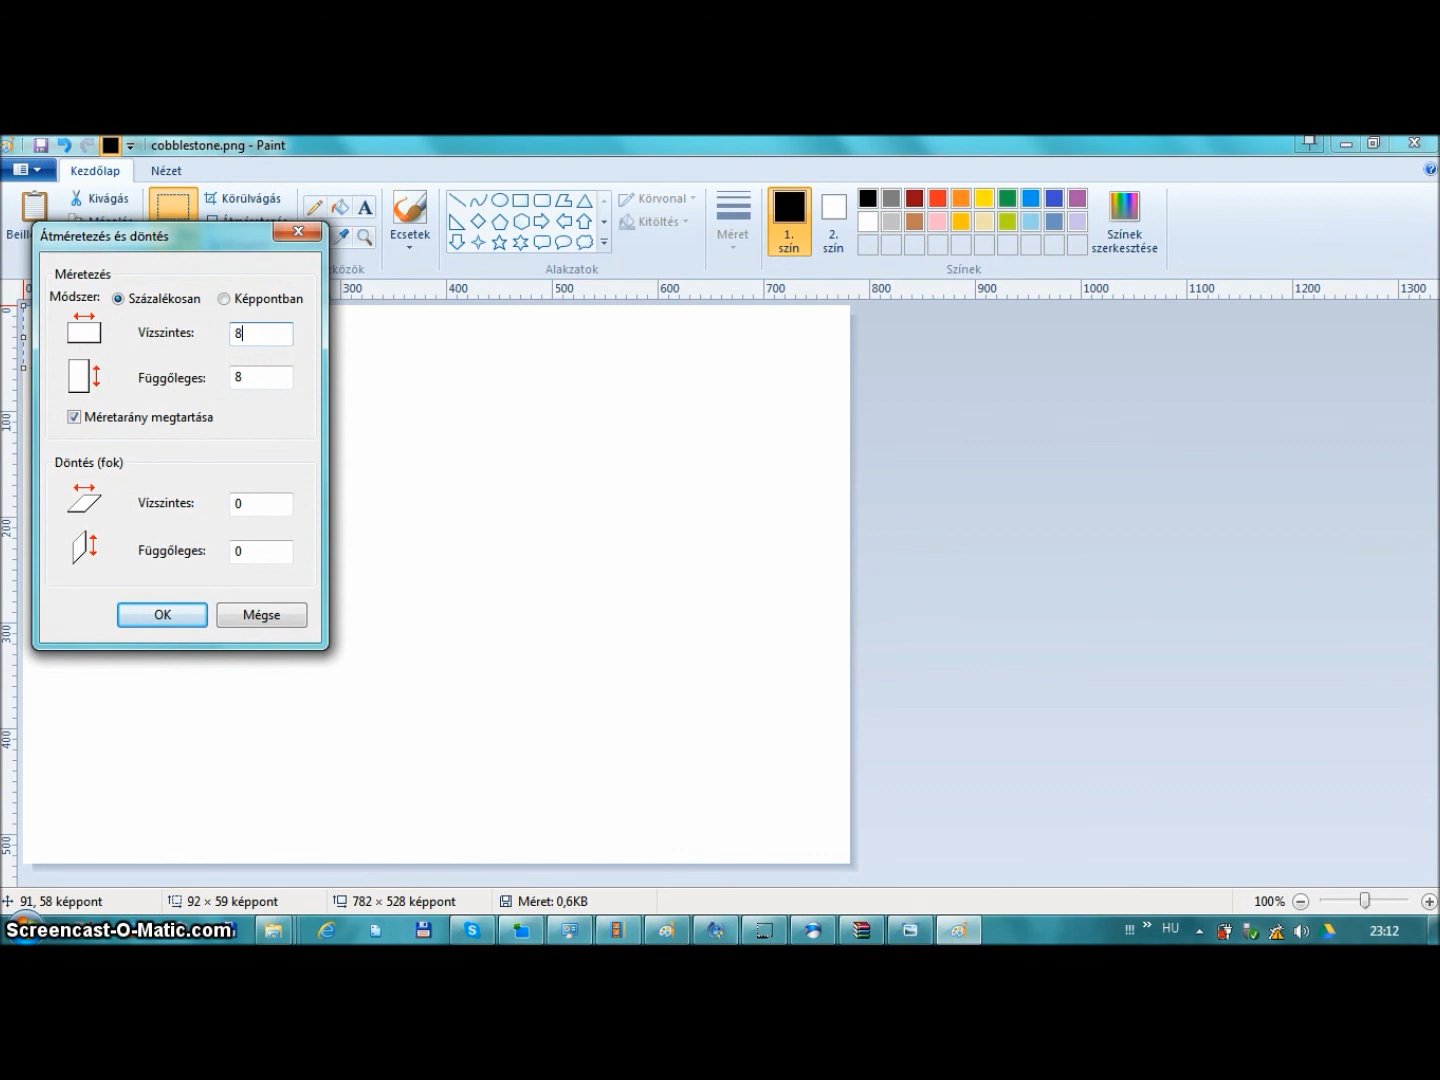 cobblestone.png - Paint
Kezdőlap
Nézet
Kivágás
Körülvágás
Ecsetek
Alakzatok
Körvonal
Kitöltés
Méret
1. szín
2. szín
Színek szerkesztése
Színek
Átméretezés és döntés
Méretezés
Módszer:
Százalékosan
Képpontban
Vízszintes:
8
Függőleges:
8
Méretarány megtartása
Döntés (fok)
Vízszintes:
0
Függőleges:
0
OK
Mégse
300 400 500 600 700 800 900 1000 1100 1200 1300
100
200
300
400
500
91, 58 képpont
92 × 59 képpont
782 × 528 képpont
Méret: 0,6KB
100%
Screencast-O-Matic.com
HU
23:12